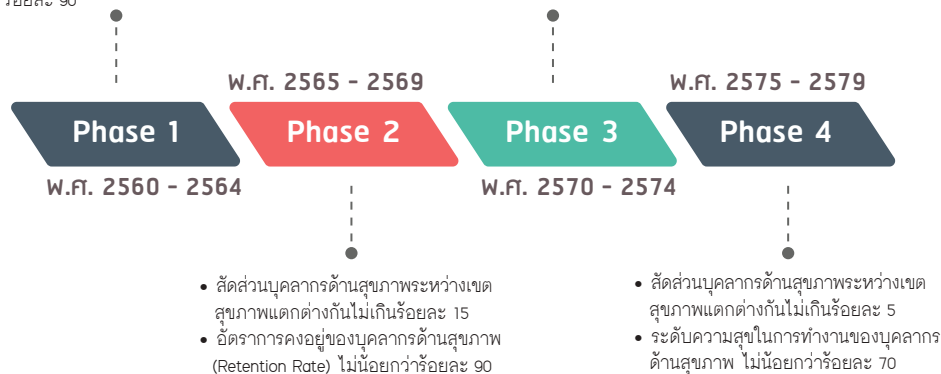 ร้อยละ 90
พ.ศ. 2565 - 2569
พ.ศ. 2575 - 2579
Phase 1
Phase 2
Phase 3
Phase 4
พ.ศ. 2560 - 2564
พ.ศ. 2570 - 2574
• สัดส่วนบุคลากรด้านสุขภาพระหว่างเขต
สุขภาพแตกต่างกันไม่เกินร้อยละ 15
• อัตราการคงอยู่ของบุคลากรด้านสุขภาพ
(Retention Rate) ไม่น้อยกว่าร้อยละ 90
• สัดส่วนบุคลากรด้านสุขภาพระหว่างเขต
สุขภาพแตกต่างกันไม่เกินร้อยละ 5
• ระดับความสุขในการทำงานของบุคลากร
ด้านสุขภาพ ไม่น้อยกว่าร้อยละ 70